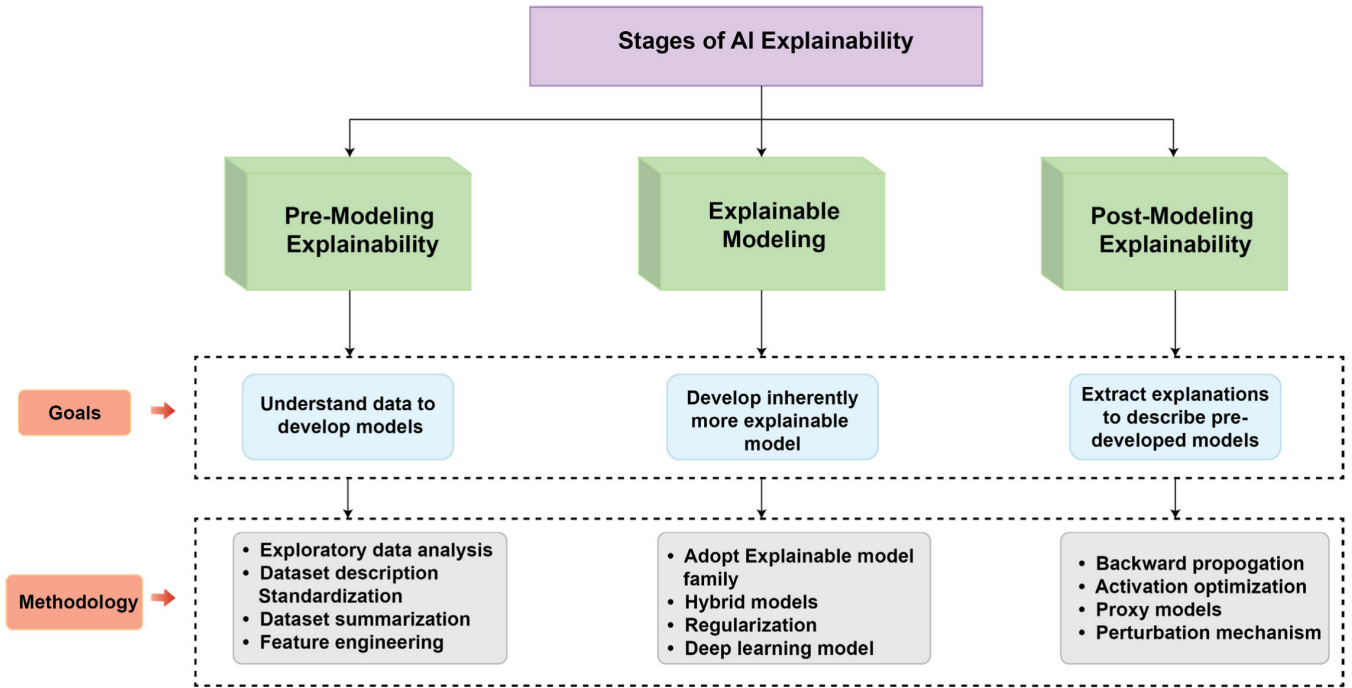 Stages of AI Explainability
Pre-Modeling
Explainability
Explainable
Modeling
Post-Modeling
Explainability
Goals
Understand data to
develop models
Develop inherently
more explainable
model
Extract explanations
to describe pre-
developed models
Methodology
• Exploratory data analysis
• Dataset description
Standardization
• Dataset summarization
• Feature engineering
• Adopt Explainable model
family
• Hybrid models
• Regularization
• Deep learning model
• Backward propogation
• Activation optimization
• Proxy models
• Perturbation mechanism